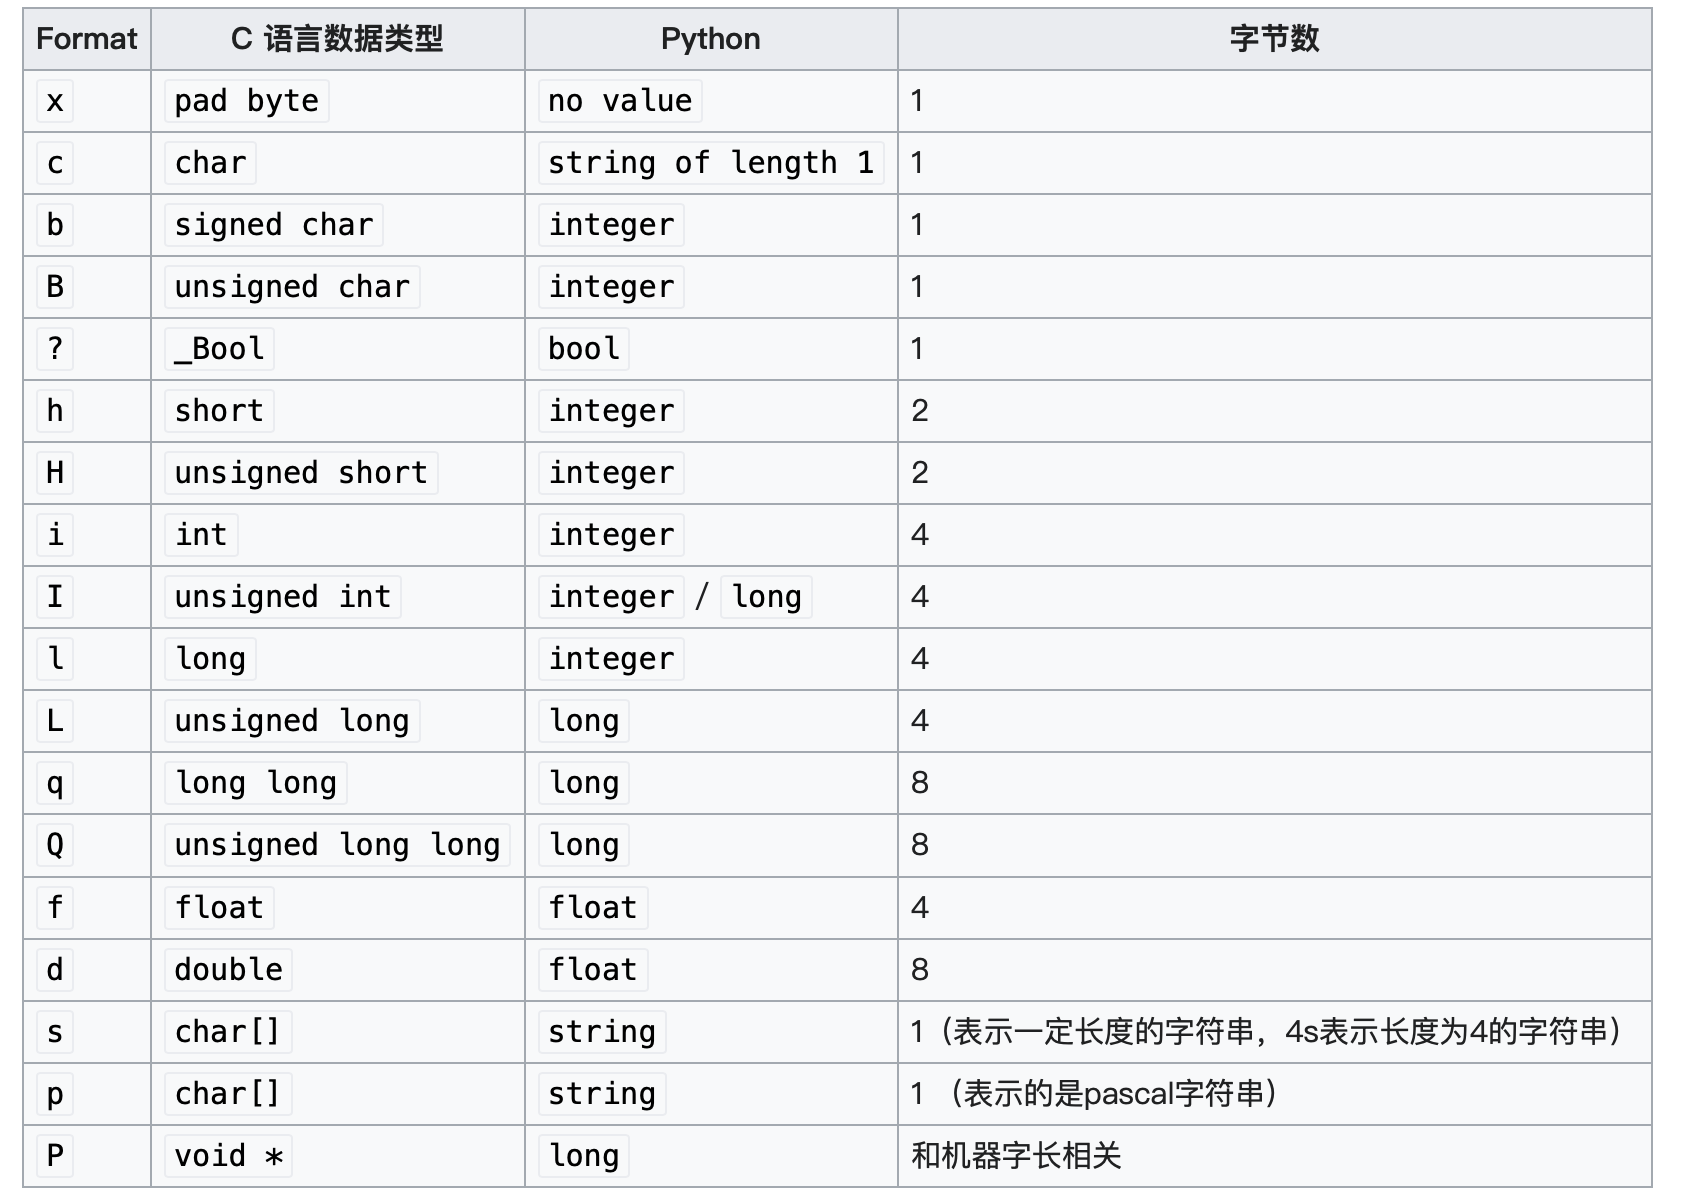 Format C 语言数据类型 Python 字节数
x pad byte no value 1
c char string of length 1 1
b signed char integer 1
B unsigned char integer 1
? _Bool bool 1
h short integer 2
H unsigned short integer 2
i int integer 4
I unsigned int integer / long 4
l long integer 4
L unsigned long long 4
q long long long 8
Q unsigned long long long 8
f float float 4
d double float 8
s char[] string 1（表示一定长度的字符串，4s表示长度为4的字符串）
p char[] string 1 （表示的是pascal字符串）
P void * long 和机器字长相关